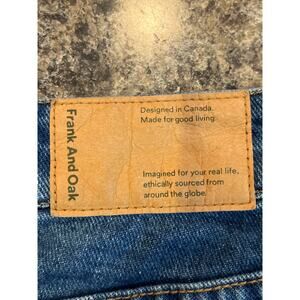 Frank And Oak
Designed in Canada.
Made for good living.
Imagined for your real life,
ethically sourced from
around the globe.